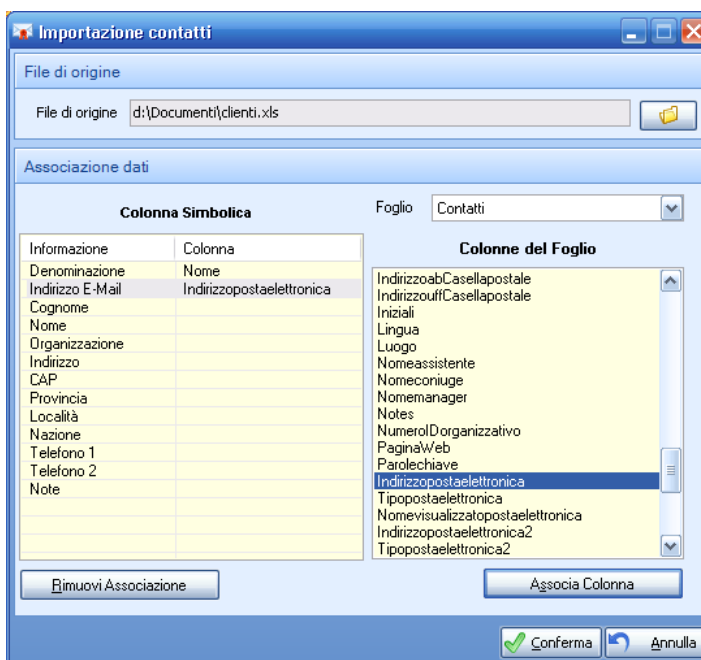 Importazione contatti
File di origine
File di origine d:\Documenti\clienti.xls
Associazione dati
Colonna Simbolica
Foglio Contatti
Informazione Colonna
Denominazione Nome
Indirizzo E-Mail Indirizzopostaelettronica
Cognome
Nome
Organizzazione
Indirizzo
CAP
Provincia
Località
Nazione
Telefono 1
Telefono 2
Note
Rimuovi Associazione
Colonne del Foglio
IndirizzoabCasellapostale
IndirizzouffCasellapostale
Iniziali
Lingua
Luogo
Nomeassistente
Nomeconiuge
Nomemanager
Notes
NumeroIDorganizzativo
PaginaWeb
Parolechiave
Indirizzopostaelettronica
Tipopostaelettronica
Nomevisualizzatopostaelettronica
Indirizzopostaelettronica2
Tipopostaelettronica2
Associa Colonna
Conferma Annulla